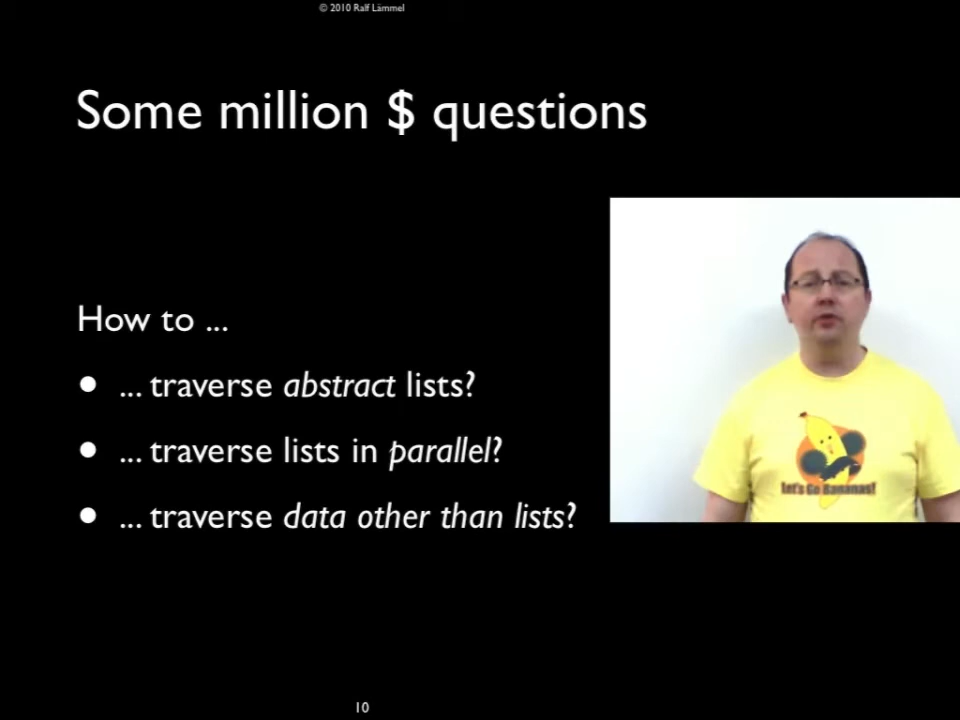 © 2010 Ralf Lämmel
Some million $ questions
How to ...
• ... traverse abstract lists?
• ... traverse lists in parallel?
• ... traverse data other than lists?
Let's Go Bananas!
10